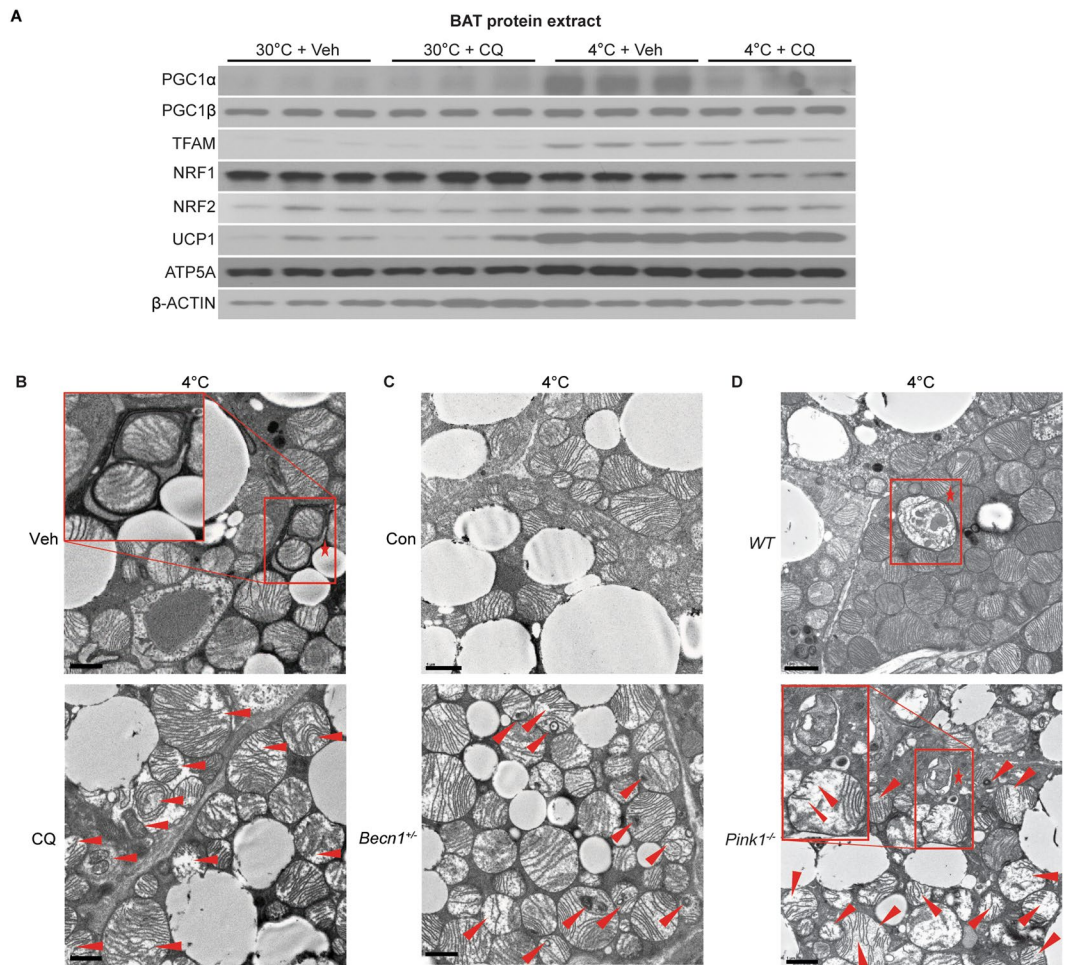 A
BAT protein extract
30°C + Veh 30°C + CQ 4°C + Veh 4°C + CQ
PGC1α
PGC1β
TFAM
NRF1
NRF2
UCP1
ATP5A
β-ACTIN
B 4°C C 4°C D 4°C
Veh Con WT
CQ Becn1+/- Pink1-/-